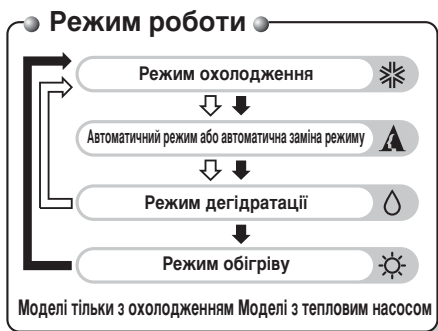 Режим роботи
Режим охолодження
Автоматичний режим або автоматична заміна режиму
Режим дегідратації
Режим обігріву
Моделі тільки з охолодженням Моделі з тепловим насосом